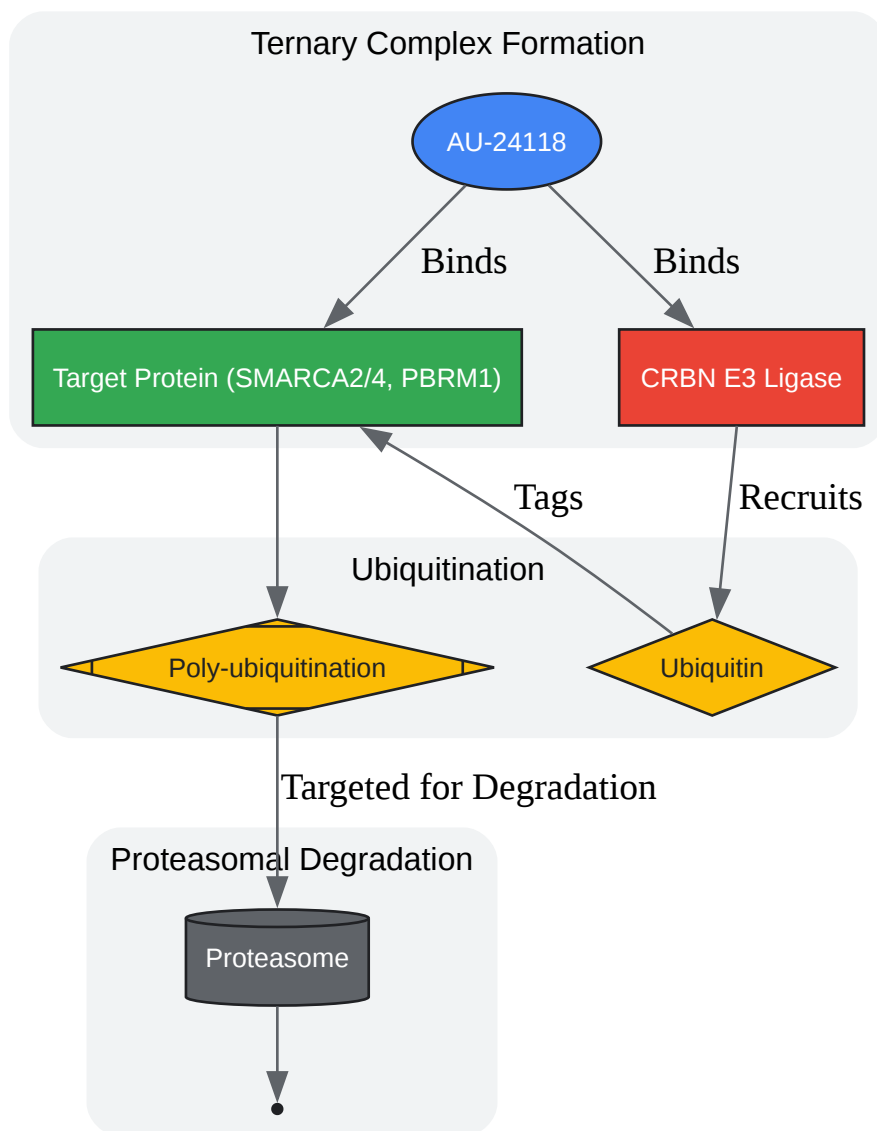 Ternary Complex Formation
AU-24118
Binds
Binds
Target Protein (SMARCA2/4, PBRM1)
CRBN E3 Ligase
Tags
Recruits
Ubiquitination
Poly-ubiquitination
Ubiquitin
Targeted for Degradation
Proteasomal Degradation
Proteasome